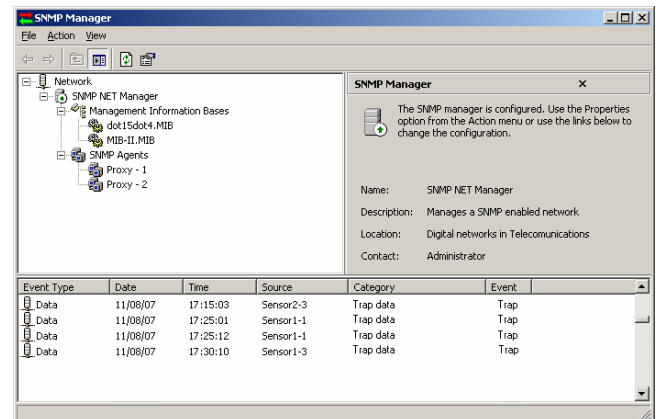 SNMP Manager
File Action View
Network
SNMP NET Manager
Management Information Bases
dot15dot4.MIB
MIB-II.MIB
SNMP Agents
Proxy - 1
Proxy - 2
SNMP Manager
The SNMP manager is configured. Use the Properties
option from the Action menu or use the links below to
change the configuration.
Name: SNMP NET Manager
Description: Manages a SNMP enabled network
Location: Digital networks in Telecomunications
Contact: Administrator
Event Type Date Time Source Category Event
Data 11/08/07 17:15:03 Sensor2-3 Trap data Trap
Data 11/08/07 17:25:01 Sensor1-1 Trap data Trap
Data 11/08/07 17:25:12 Sensor1-1 Trap data Trap
Data 11/08/07 17:30:10 Sensor1-3 Trap data Trap